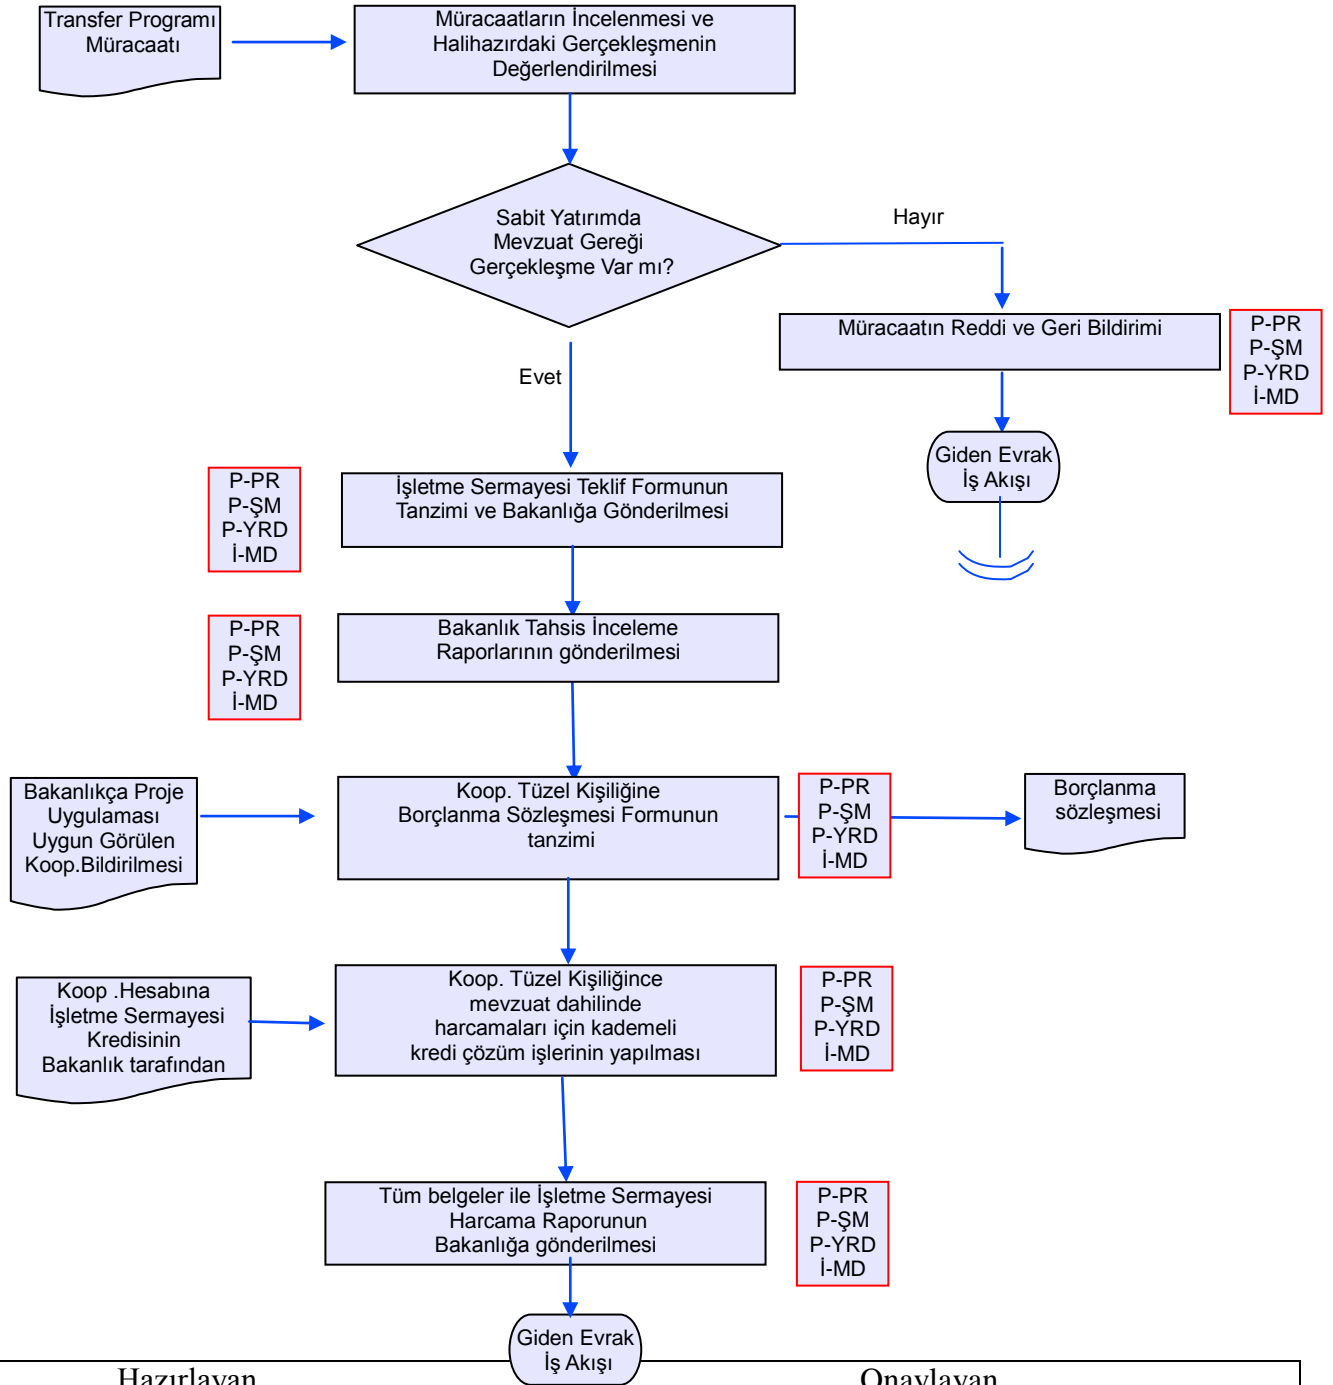 Transfer Programı
Müracaatı
Müracaatların İncelenmesi ve
Halihazırdaki Gerçekleşmenin
Değerlendirilmesi
Sabit Yatırımda
Mevzuat Gereği
Gerçekleşme Var mı?
Hayır
Müracaatın Reddi ve Geri Bildirimi
P-PR
P-ŞM
P-YRD
İ-MD
Evet
Giden Evrak
İş Akışı
P-PR
P-ŞM
P-YRD
İ-MD
İşletme Sermayesi Teklif Formunun
Tanzimi ve Bakanlığa Gönderilmesi
P-PR
P-ŞM
P-YRD
İ-MD
Bakanlık Tahsis İnceleme
Raporlarının gönderilmesi
Bakanlıkça Proje
Uygulaması
Uygun Görülen
Koop.Bildirilmesi
Koop. Tüzel Kişiliğine
Borçlanma Sözleşmesi Formunun
tanzimi
P-PR
P-ŞM
P-YRD
İ-MD
Borçlanma
sözleşmesi
Koop .Hesabına
İşletme Sermayesi
Kredisinin
Bakanlık tarafından
Koop. Tüzel Kişiliğince
mevzuat dahilinde
harcamaları için kademeli
kredi çözüm işlerinin yapılması
P-PR
P-ŞM
P-YRD
İ-MD
Tüm belgeler ile İşletme Sermayesi
Harcama Raporunun
Bakanlığa gönderilmesi
P-PR
P-ŞM
P-YRD
İ-MD
Giden Evrak
İş Akışı
Hazırlayan
Onaylayan